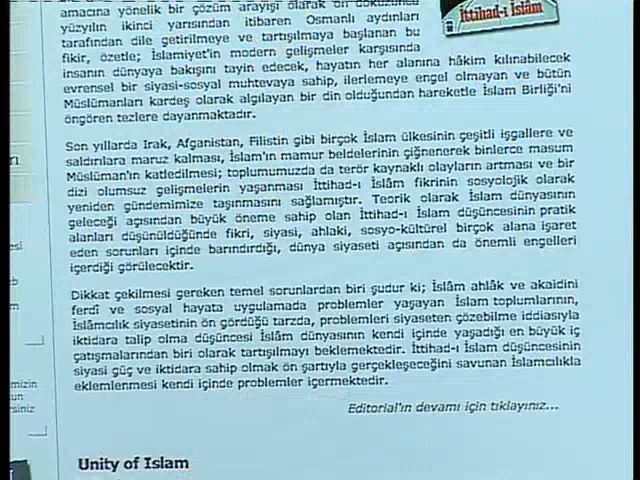 amacına yönelik bir çözüm arayışı olarak on dokuzuncu
yüzyılın ikinci yarısından itibaren Osmanlı aydınları
tarafından dile getirilmeye ve tartışılmaya başlanan bu
fikir, özetle; İslamiyet'in modern gelişmeler karşısında
insanın dünyaya bakışını tayin edecek, hayatın her alanına hâkim kılınabilecek
evrensel bir siyasi-sosyal muhtevaya sahip, ilerlemeye engel olmayan ve bütün
Müslümanları kardeş olarak algılayan bir din olduğundan hareketle İslam Birliği'ni
öngören tezlere dayanmaktadır.
İttihad-ı İslâm
Son yıllarda Irak, Afganistan, Filistin gibi birçok İslam ülkesinin çeşitli işgallere ve
saldırılara maruz kalması, İslam'ın mamur beldelerinin çiğnenerek binlerce masum
Müslüman'ın katledilmesi; toplumumuzda da terör kaynaklı olayların artması ve bir
dizi olumsuz gelişmelerin yaşanması İttihad-ı İslâm fikrinin sosyolojik olarak
yeniden gündemimize taşınmasını sağlamıştır. Teorik olarak İslam dünyasının
geleceği açısından büyük öneme sahip olan İttihad-ı İslam düşüncesinin pratik
alanları düşünüldüğünde fikri, siyasi, ahlaki, sosyo-kültürel birçok alana işaret
eden sorunları içinde barındırdığı, dünya siyaseti açısından da önemli engelleri
içerdiği görülecektir.
Dikkat çekilmesi gereken temel sorunlardan biri şudur ki; İslâm ahlâk ve akaidini
ferdî ve sosyal hayata uygulamada problemler yaşayan İslam toplumlarının,
İslâmcılık siyasetinin ön gördüğü tarzda, problemleri siyaseten çözebilme iddiasıyla
iktidara talip olma düşüncesi İslâm dünyasının kendi içinde yaşadığı en büyük iç
çatışmalarından biri olarak tartışılmayı beklemektedir. İttihad-ı İslam düşüncesinin
siyasi güç ve iktidara sahip olmak ön şartıyla gerçekleşeceğini savunan İslamcılıkla
eklemlenmesi kendi içinde problemler içermektedir.
Editorial'ın devamı için tıklayınız...
Unity of Islam
mizin
un
siniz